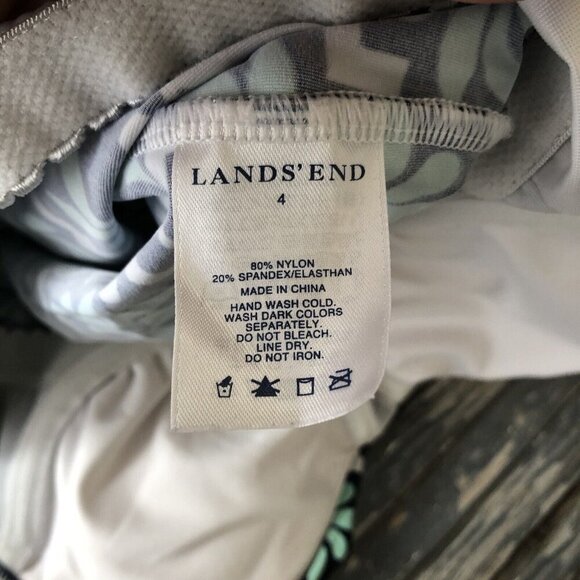 LANDS' END
4
80% NYLON
20% SPANDEX/ELASTHAN
MADE IN CHINA
HAND WASH COLD.
WASH DARK COLORS
SEPARATELY.
DO NOT BLEACH.
LINE DRY.
DO NOT IRON.